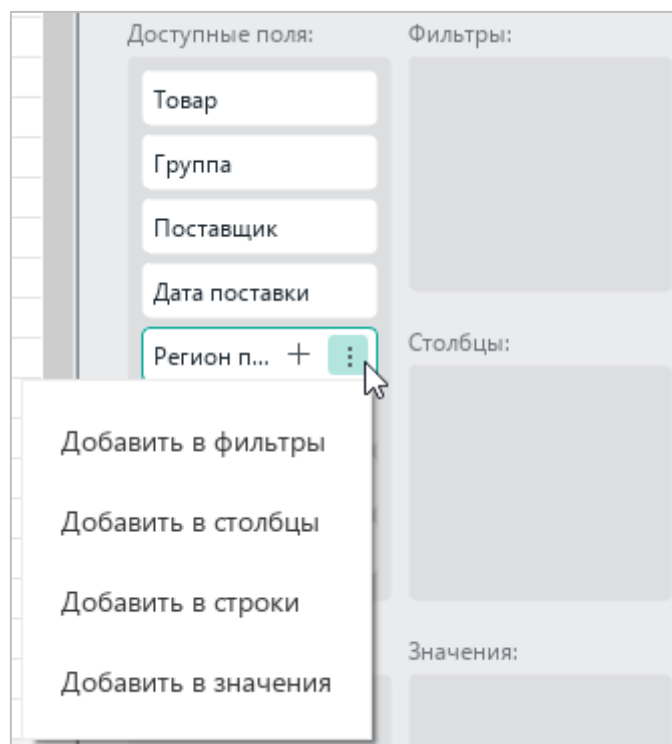 Доступные поля:
Фильтры:
Товар
Группа
Поставщик
Дата поставки
Регион п...
Столбцы:
Добавить в фильтры
Добавить в столбцы
Добавить в строки
Добавить в значения
Значения: